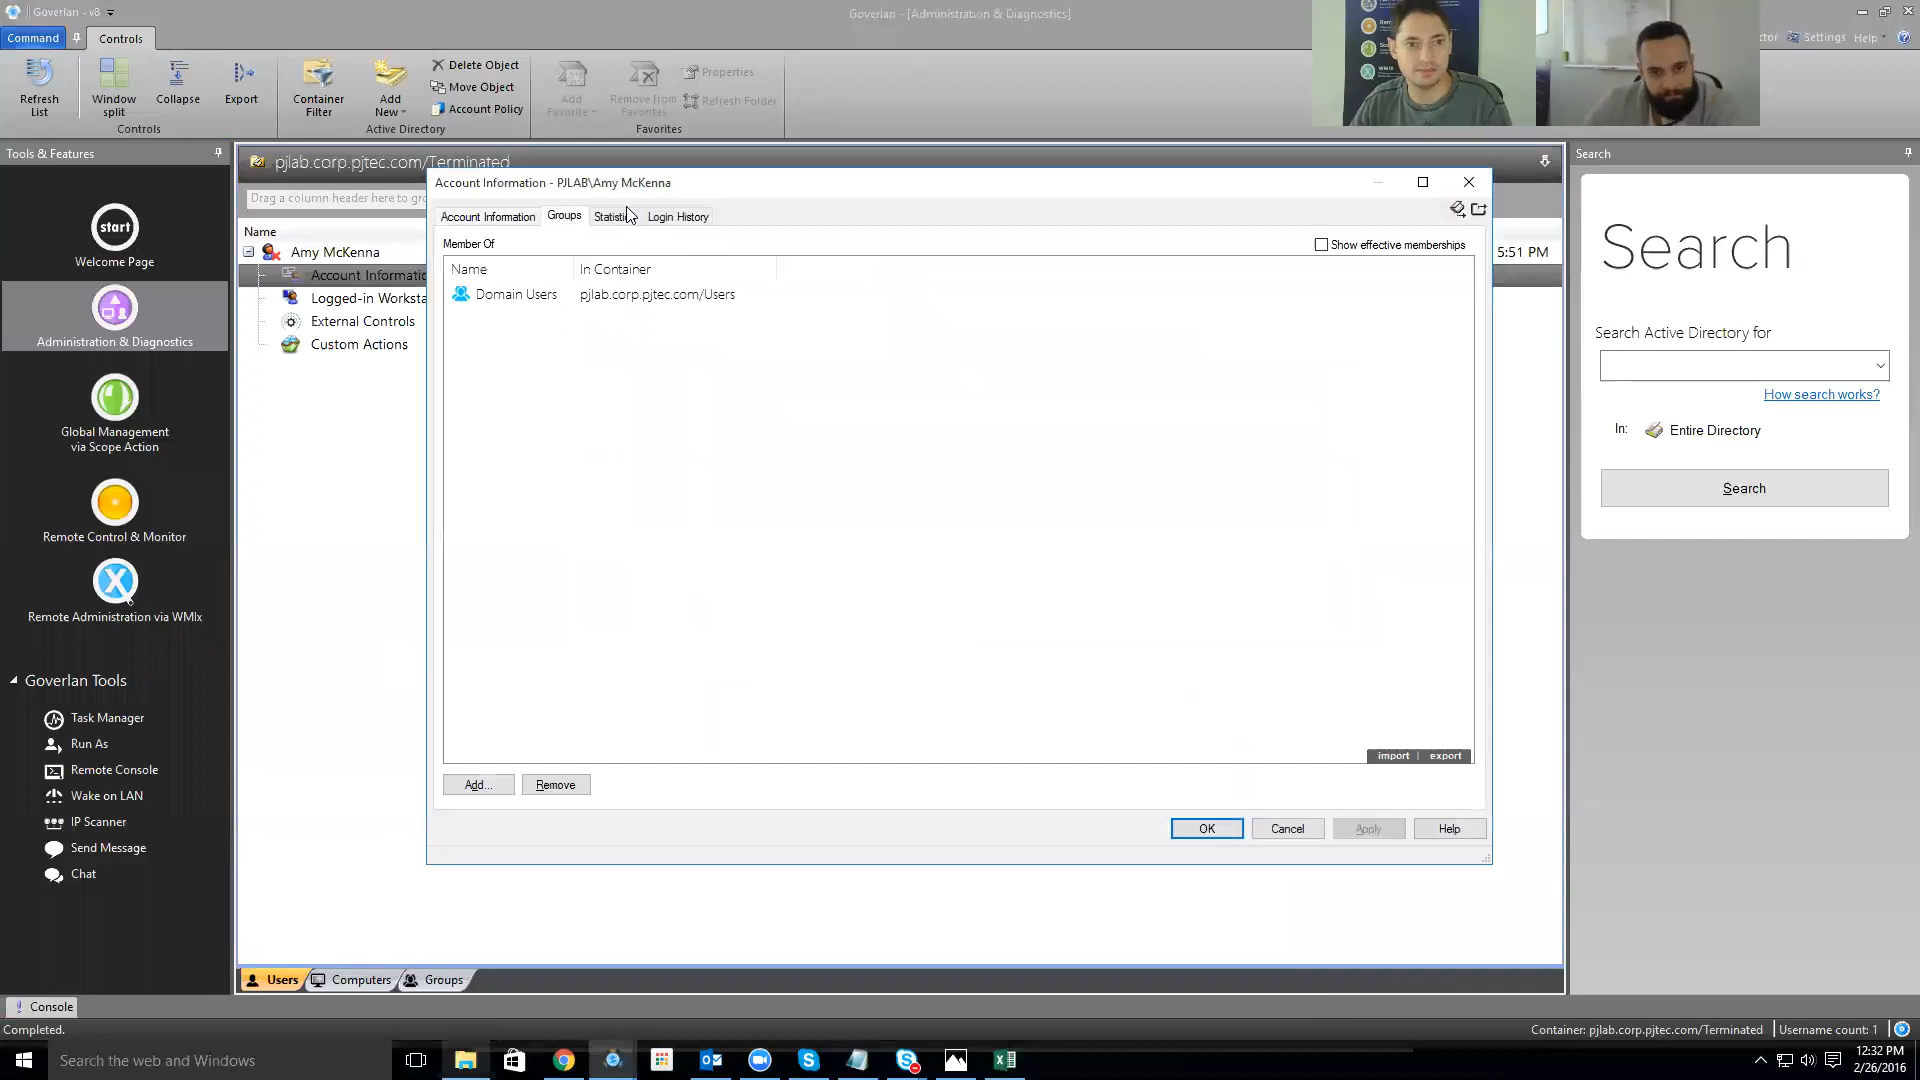 Goverlan - v8
Goverlan - [Administration & Diagnostics]
Command
Controls
Settings
Help
Refresh List
Window split
Collapse
Export
Controls
Container Filter
Add New
Delete Object
Move Object
Account Policy
Active Directory
Add Favorite
Remove from Favorites
Properties
Refresh Folder
Favorites
Tools & Features
start
Welcome Page
Administration & Diagnostics
Global Management
via Scope Action
Remote Control & Monitor
X
Remote Administration via WMIx
Goverlan Tools
Task Manager
Run As
Remote Console
Wake on LAN
IP Scanner
Send Message
Chat
pjlab.corp.pjtec.com/Terminated
Drag a column header here to
Name
Amy McKenna
5:51 PM
Account Informatio
Logged-in Worksta
External Controls
Custom Actions
Account Information - PJLAB\Amy McKenna
Account Information
Groups
Statisti
Login History
Member Of
Show effective memberships
Name
In Container
Domain Users
pjlab.corp.pjtec.com/Users
import | export
Add...
Remove
OK
Cancel
Apply
Help
Users
Computers
Groups
Search
Search
Search Active Directory for
How search works?
In:
Entire Directory
Search
Console
Completed.
Container: pjlab.corp.pjtec.com/Terminated
Username count: 1
Search the web and Windows
12:32 PM
2/26/2016